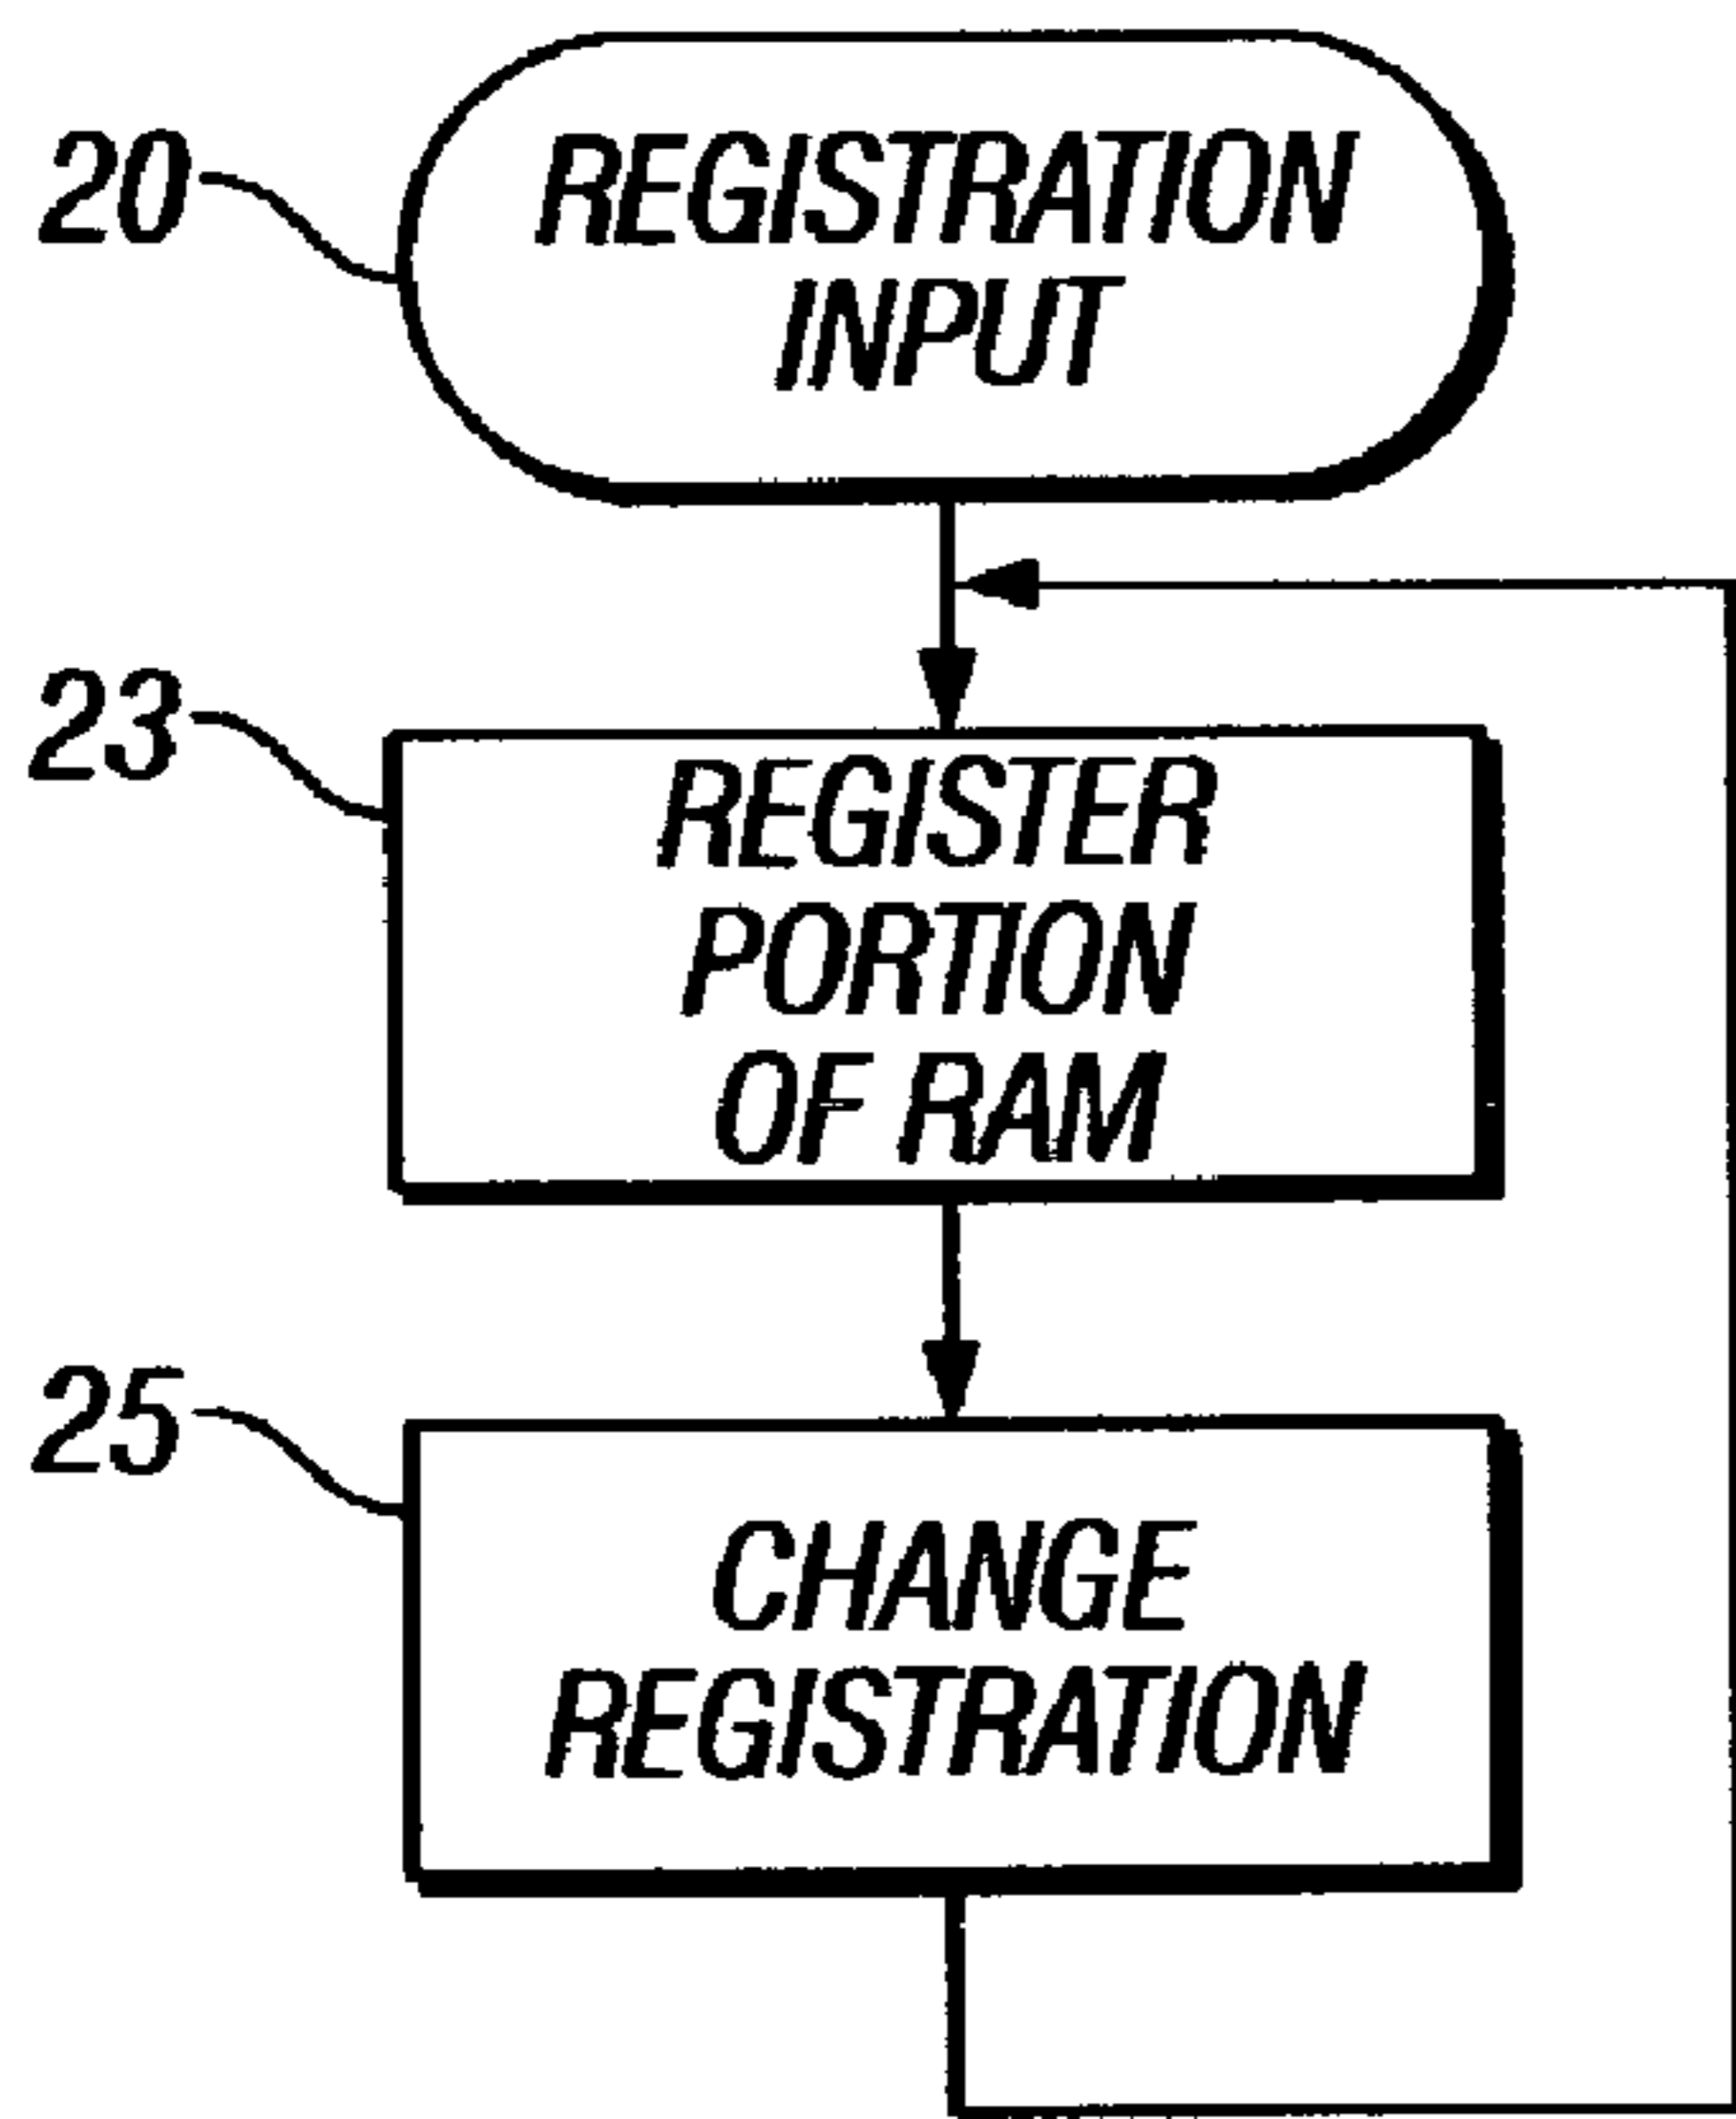 20
REGISTRATION
INPUT
23
REGISTER
PORTION
OF RAM
25
CHANGE
REGISTRATION